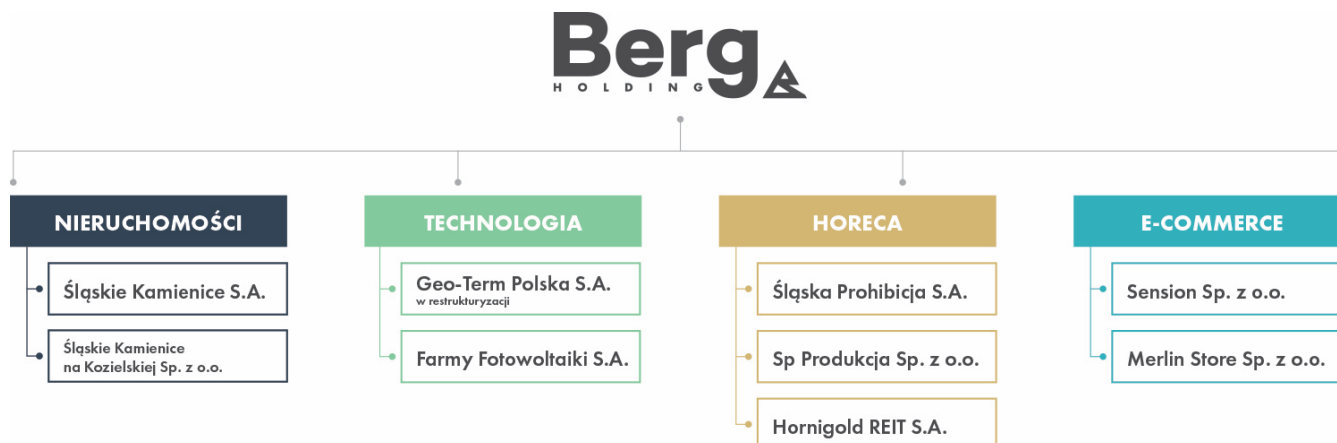 Berg
HOLDING
NIERUCHOMOŚCI
Śląskie Kamienice S.A.
Śląskie Kamienice
na Kozielskiej Sp. z o.o.
TECHNOLOGIA
Geo-Term Polska S.A.
w restrukturyzacji
Farmy Fotowoltaiki S.A.
HORECA
Śląska Prohibicja S.A.
Sp Produkcja Sp. z o.o.
Hornigold REIT S.A.
E-COMMERCE
Sension Sp. z o.o.
Merlin Store Sp. z o.o.